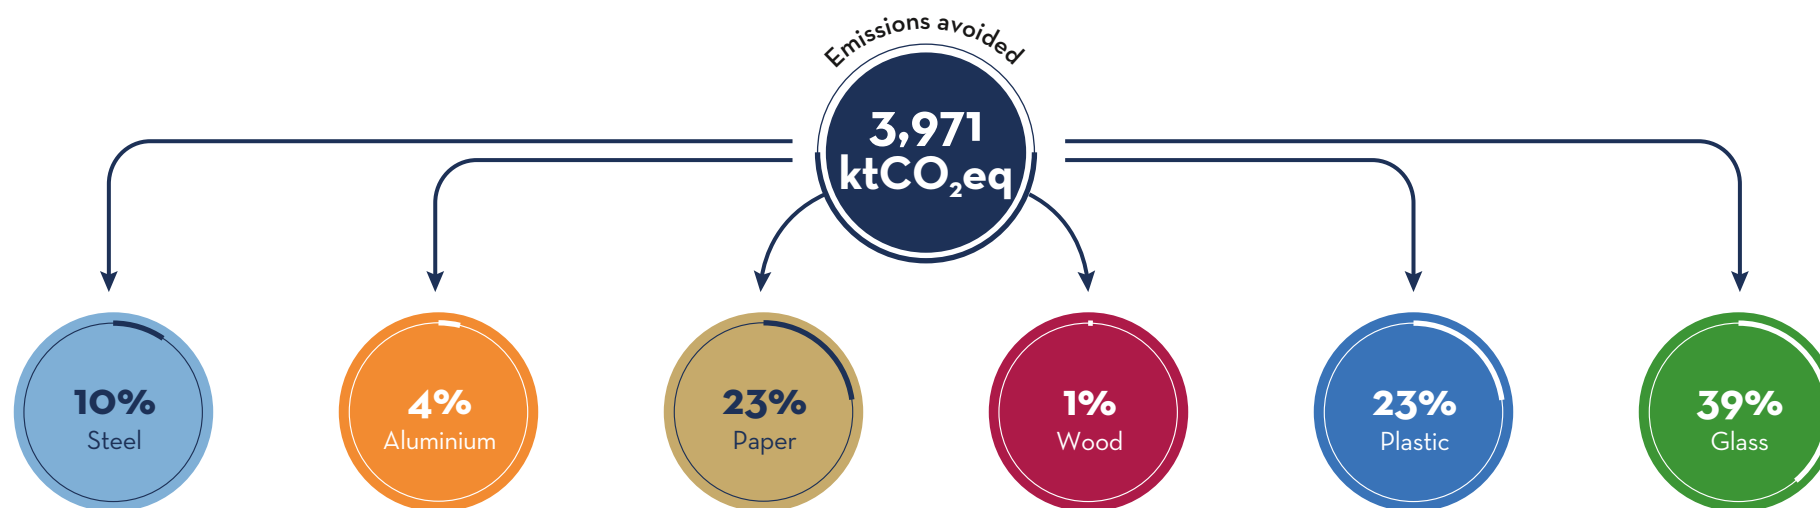 Emissions avoided
3,971
ktCO₂eq
10%
Steel
4%
Aluminium
23%
Paper
1%
Wood
23%
Plastic
39%
Glass